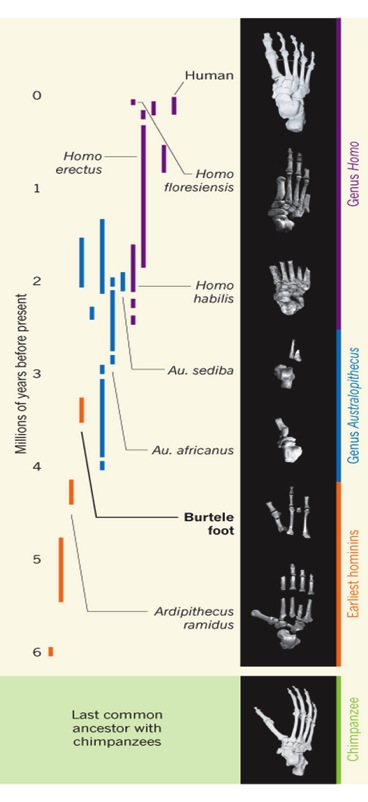 Human
0
Homo
erectus
Homo
floresiensis
1
Genus Homo
2
Homo
habilis
Millions of years before present
3
Au. sediba
Genus Australopithecus
Au. africanus
4
Burtele
foot
5
Ardipithecus
ramidus
Earliest hominins
6
Last common
ancestor with
chimpanzees
Chimpanzee